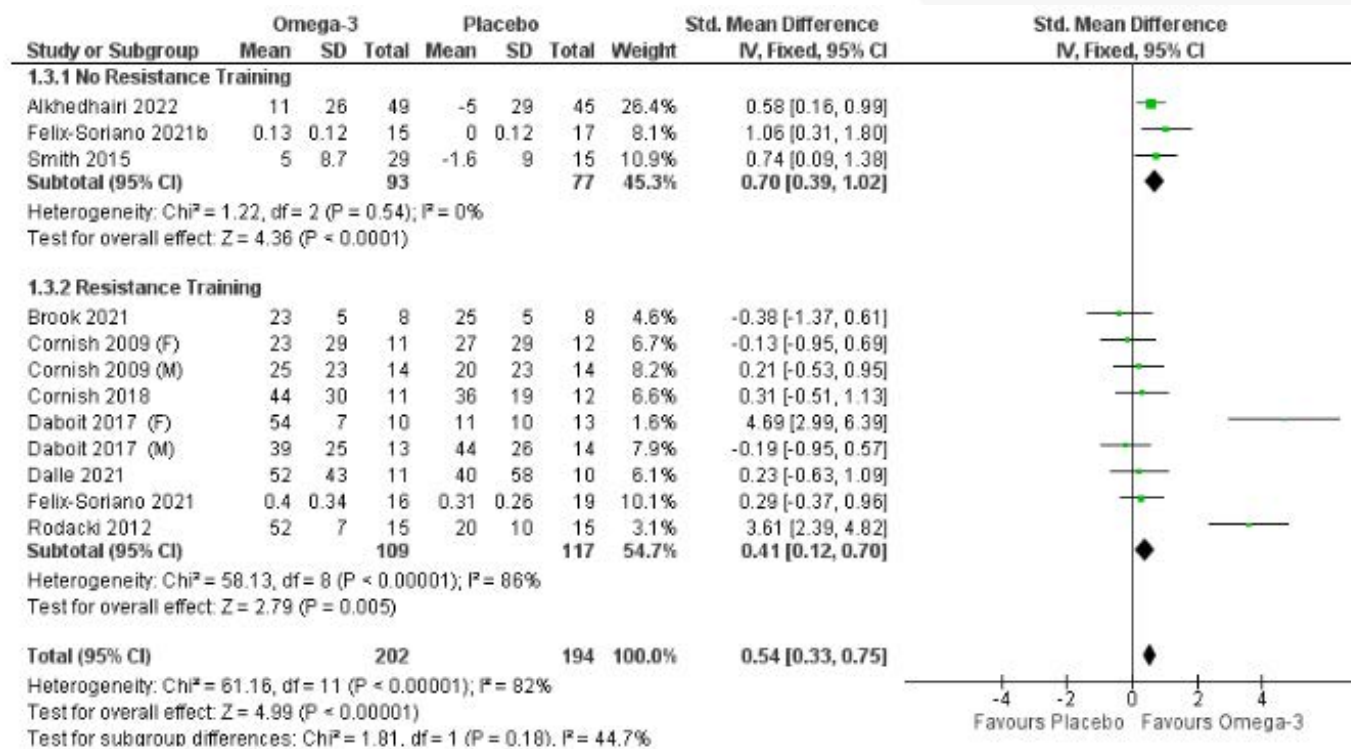 Omega-3 Placebo Std. Mean Difference Std. Mean Difference
Study or Subgroup Mean SD Total Mean SD Total Weight IV, Fixed, 95% CI IV, Fixed, 95% CI
1.3.1 No Resistance Training
Alkhedhairi 2022 11 26 49 -5 29 45 26.4% 0.58 [0.16, 0.99]
Felix-Soriano 2021b 0.13 0.12 15 0 0.12 17 8.1% 1.06 [0.31, 1.80]
Smith 2015 5 8.7 29 -1.6 9 15 10.9% 0.74 [0.09, 1.38]
Subtotal (95% CI) 93 77 45.3% 0.70 [0.39, 1.02]
Heterogeneity: Chi² = 1.22, df = 2 (P = 0.54); I² = 0%
Test for overall effect: Z = 4.36 (P < 0.0001)
1.3.2 Resistance Training
Brook 2021 23 5 8 25 5 8 4.6% -0.38 [-1.37, 0.61]
Cornish 2009 (F) 23 29 11 27 29 12 6.7% -0.13 [-0.95, 0.69]
Cornish 2009 (M) 25 23 14 20 23 14 8.2% 0.21 [-0.53, 0.95]
Cornish 2018 44 30 11 36 19 12 6.6% 0.31 [-0.51, 1.13]
Daboit 2017 (F) 54 7 10 11 10 13 1.6% 4.69 [2.99, 6.39]
Daboit 2017 (M) 39 25 13 44 26 14 7.9% -0.19 [-0.95, 0.57]
Dalle 2021 52 43 11 40 58 10 6.1% 0.23 [-0.63, 1.09]
Felix-Soriano 2021 0.4 0.34 16 0.31 0.26 19 10.1% 0.29 [-0.37, 0.96]
Rodacki 2012 52 7 15 20 10 15 3.1% 3.61 [2.39, 4.82]
Subtotal (95% CI) 109 117 54.7% 0.41 [0.12, 0.70]
Heterogeneity: Chi² = 58.13, df = 8 (P < 0.00001); I² = 86%
Test for overall effect: Z = 2.79 (P = 0.005)
Total (95% CI) 202 194 100.0% 0.54 [0.33, 0.75]
Heterogeneity: Chi² = 61.16, df = 11 (P < 0.00001); I² = 82%
Test for overall effect: Z = 4.99 (P < 0.00001)
Test for subgroup differences: Chi² = 1.81, df = 1 (P = 0.18), I² = 44.7%
-4 -2 0 2 4
Favours Placebo Favours Omega-3